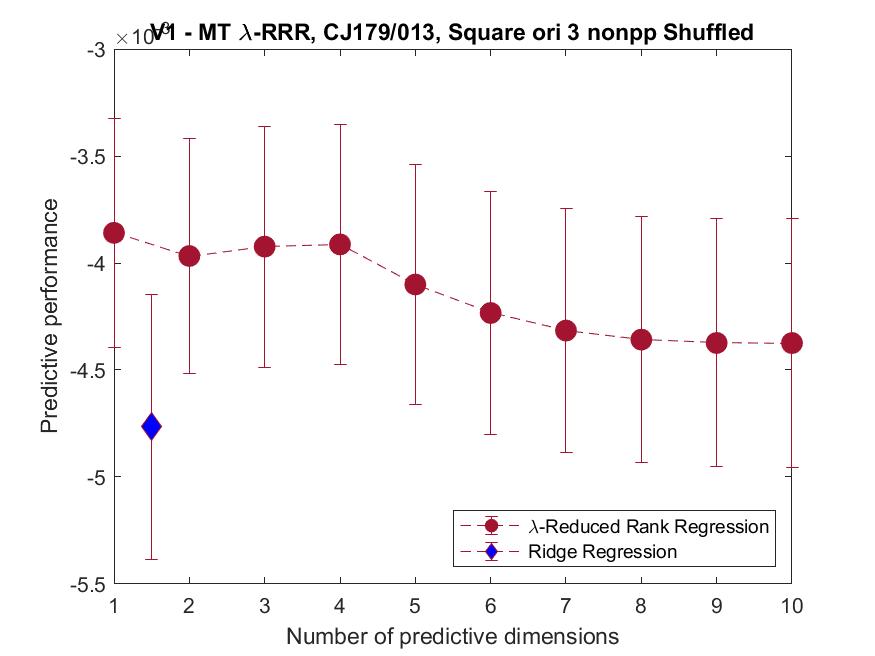 ×10-3
V1 - MT λ-RRR, CJ179/013, Square ori 3 nonpp Shuffled
-3
-3.5
-4
-4.5
-5
-5.5
Predictive performance
1 2 3 4 5 6 7 8 9 10
Number of predictive dimensions
λ-Reduced Rank Regression
Ridge Regression